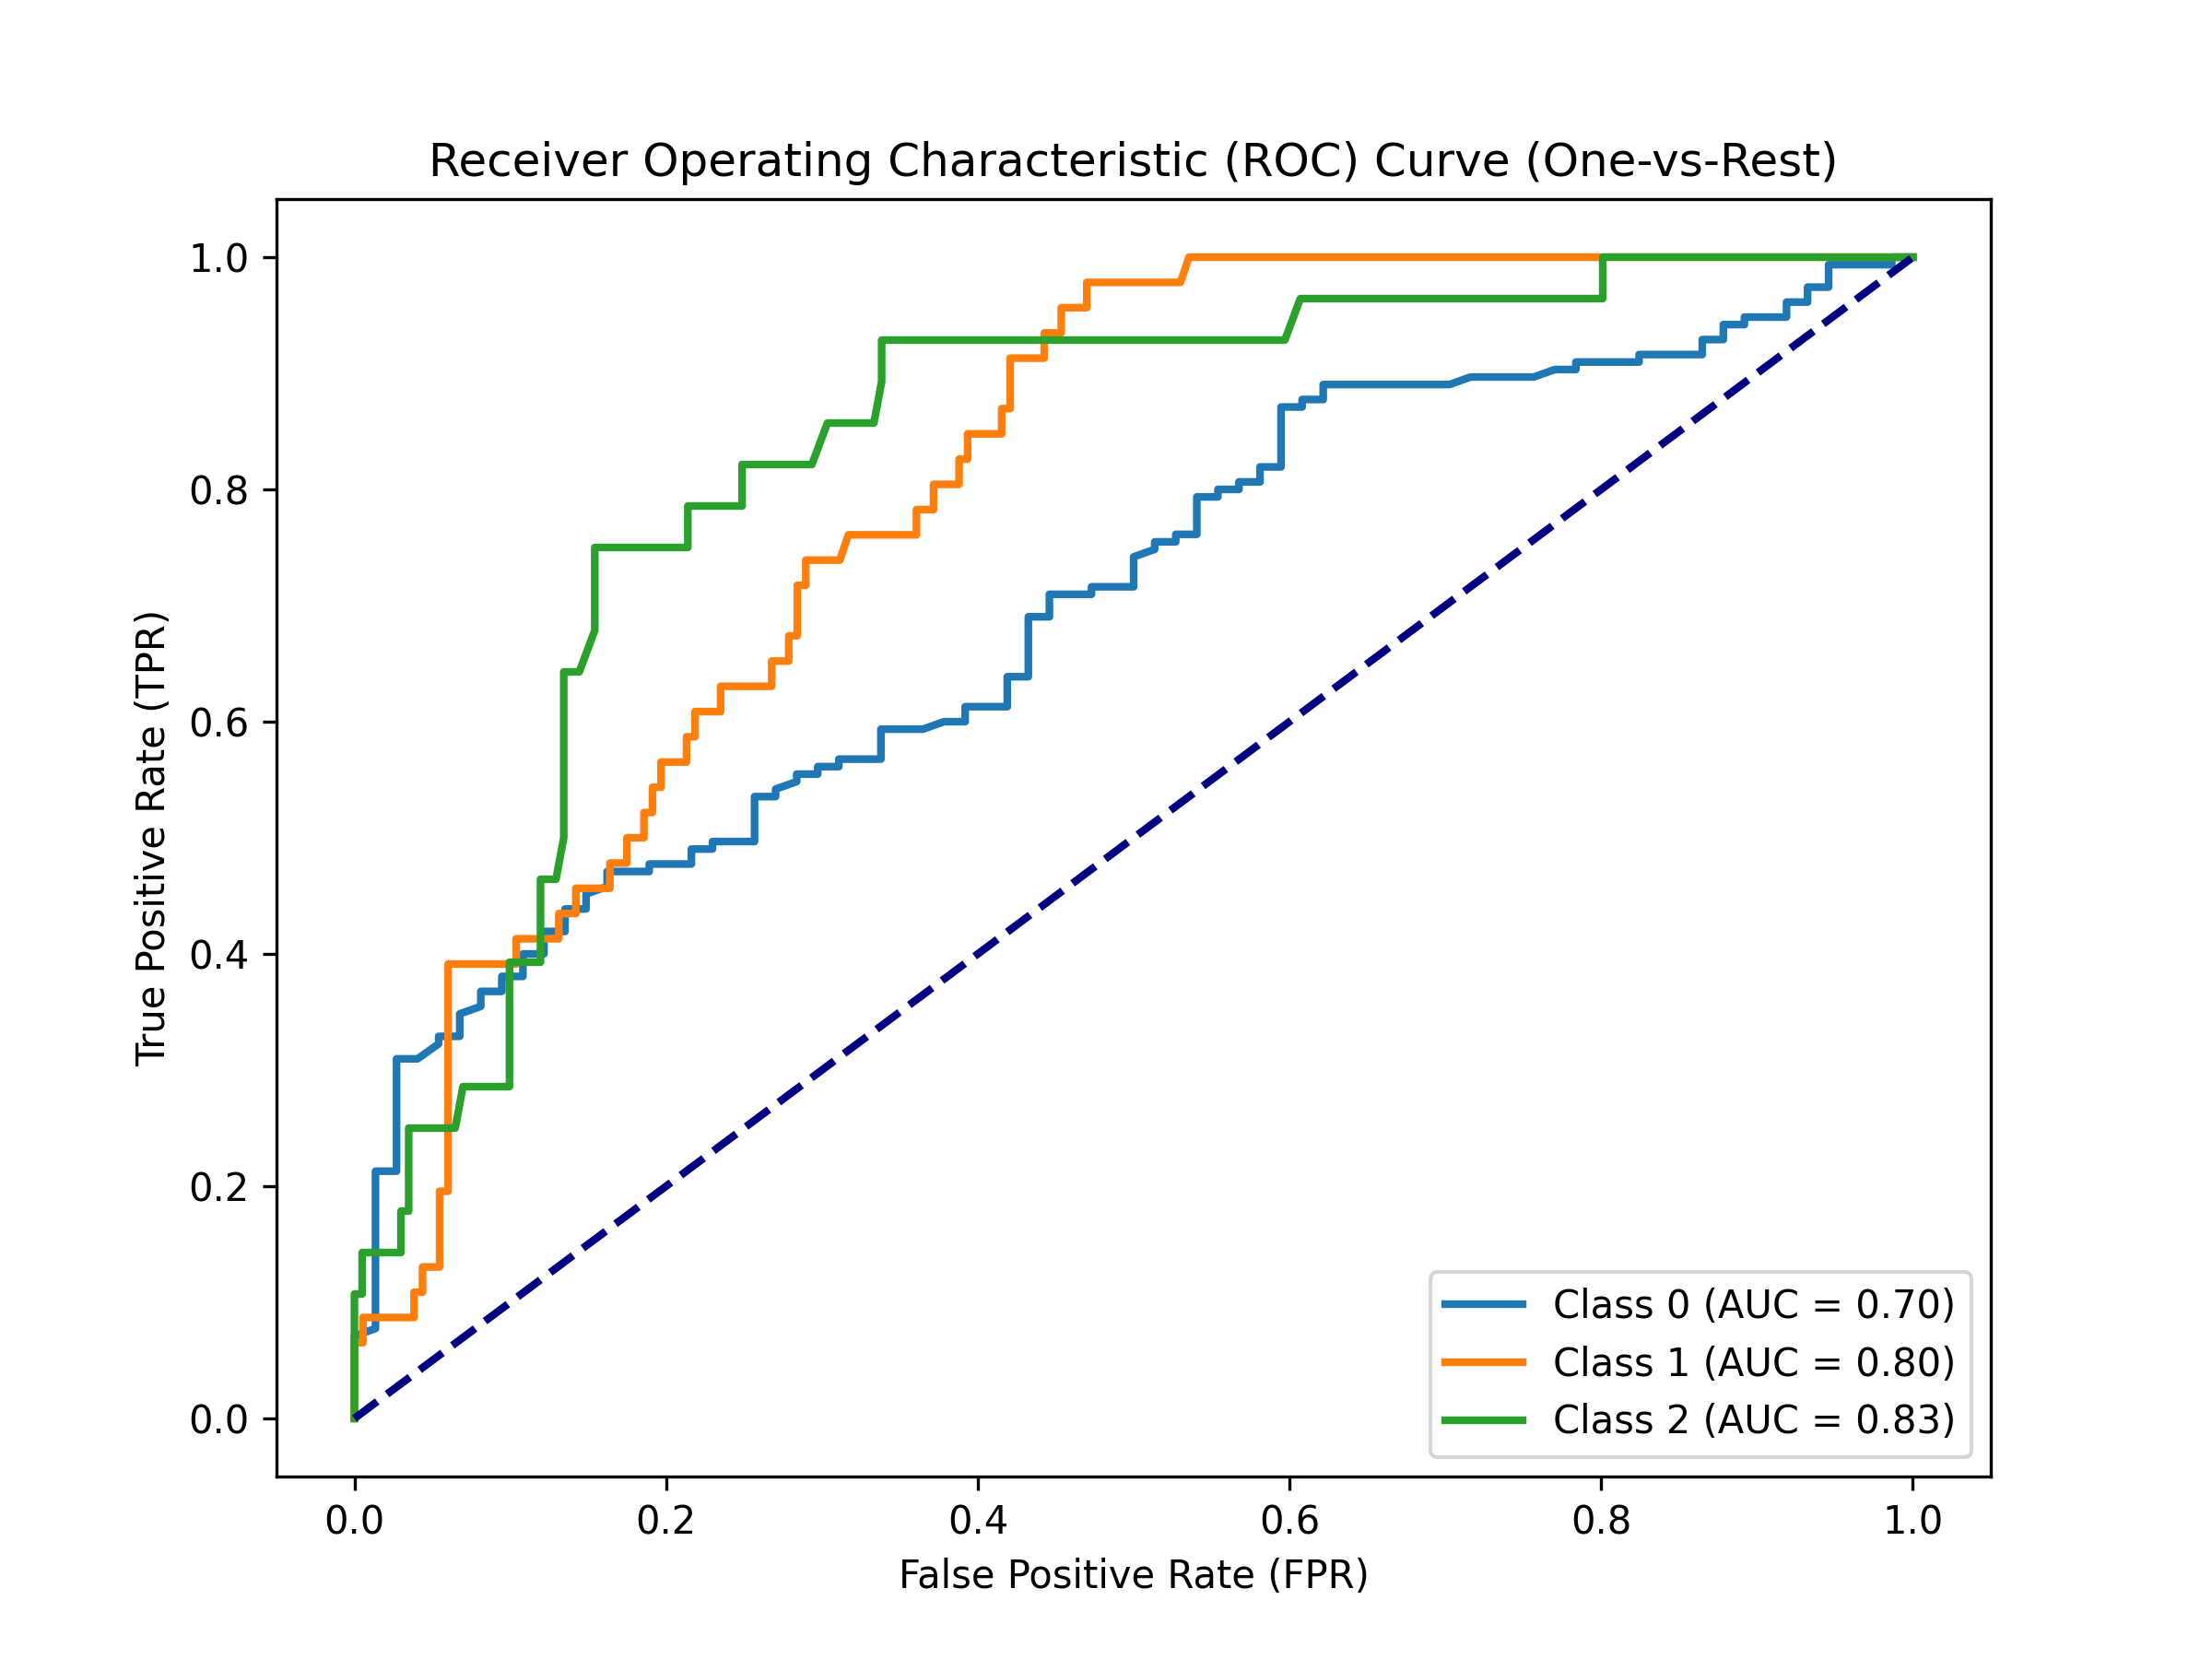 Receiver Operating Characteristic (ROC) Curve (One-vs-Rest)
True Positive Rate (TPR)
1.0
0.8
0.6
0.4
0.2
0.0
0.0 0.2 0.4 0.6 0.8 1.0
False Positive Rate (FPR)
Class 0 (AUC = 0.70)
Class 1 (AUC = 0.80)
Class 2 (AUC = 0.83)